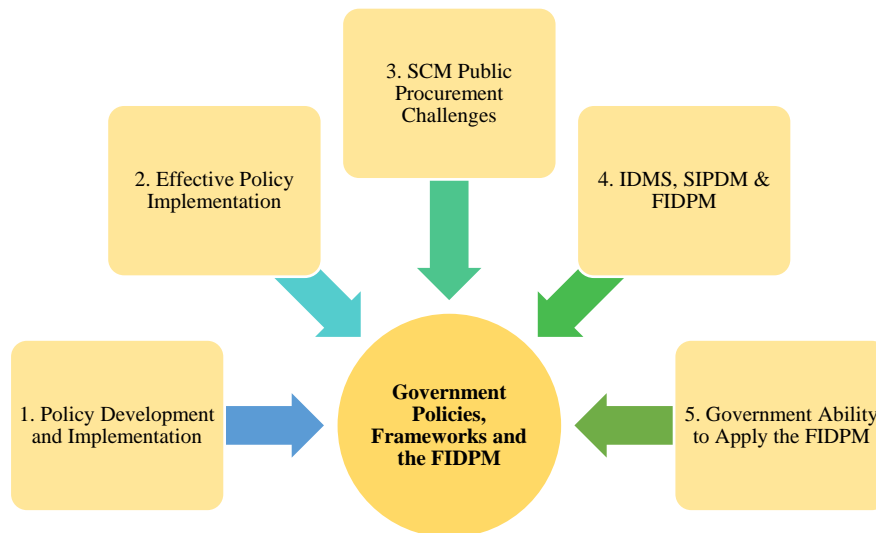 3. SCM Public
Procurement
Challenges
2. Effective Policy
Implementation
4. IDMS, SIPDM &
FIDPM
1. Policy Development
and Implementation
Government
Policies,
Frameworks and
the FIDPM
5. Government Ability
to Apply the FIDPM